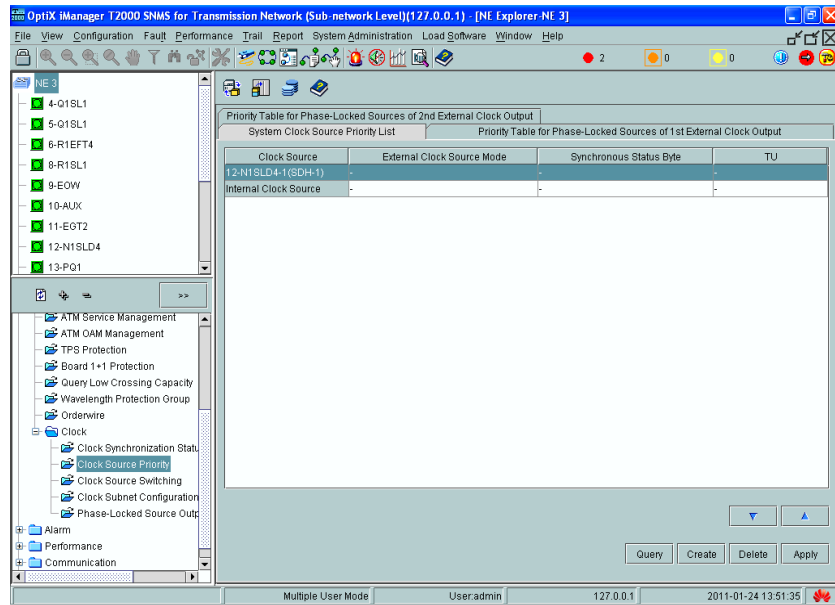 OptiX iManager T2000 SNMS for Transmission Network (Sub-network Level)(127.0.0.1) - [NE Explorer-NE 3]
File View Configuration Fault Performance Trail Report System Administration Load Software Window Help
2 0 0
NE 3
4-Q1SL1
5-Q1SL1
6-R1EFT4
8-R1SL1
9-EOW
10-AUX
11-EGT2
12-N1SLD4
13-PQ1
>>
ATM Service Management
ATM OAM Management
TPS Protection
Board 1+1 Protection
Query Low Crossing Capacity
Wavelength Protection Group
Orderwire
Clock
Clock Synchronization Statu
Clock Source Priority
Clock Source Switching
Clock Subnet Configuration
Phase-Locked Source Outp
Alarm
Performance
Communication
Priority Table for Phase-Locked Sources of 2nd External Clock Output
System Clock Source Priority List Priority Table for Phase-Locked Sources of 1st External Clock Output
Clock Source External Clock Source Mode Synchronous Status Byte TU
12-N1SLD4-1(SDH-1) - - -
Internal Clock Source - - -
Query Create Delete Apply
Multiple User Mode User:admin 127.0.0.1 2011-01-24 13:51:35